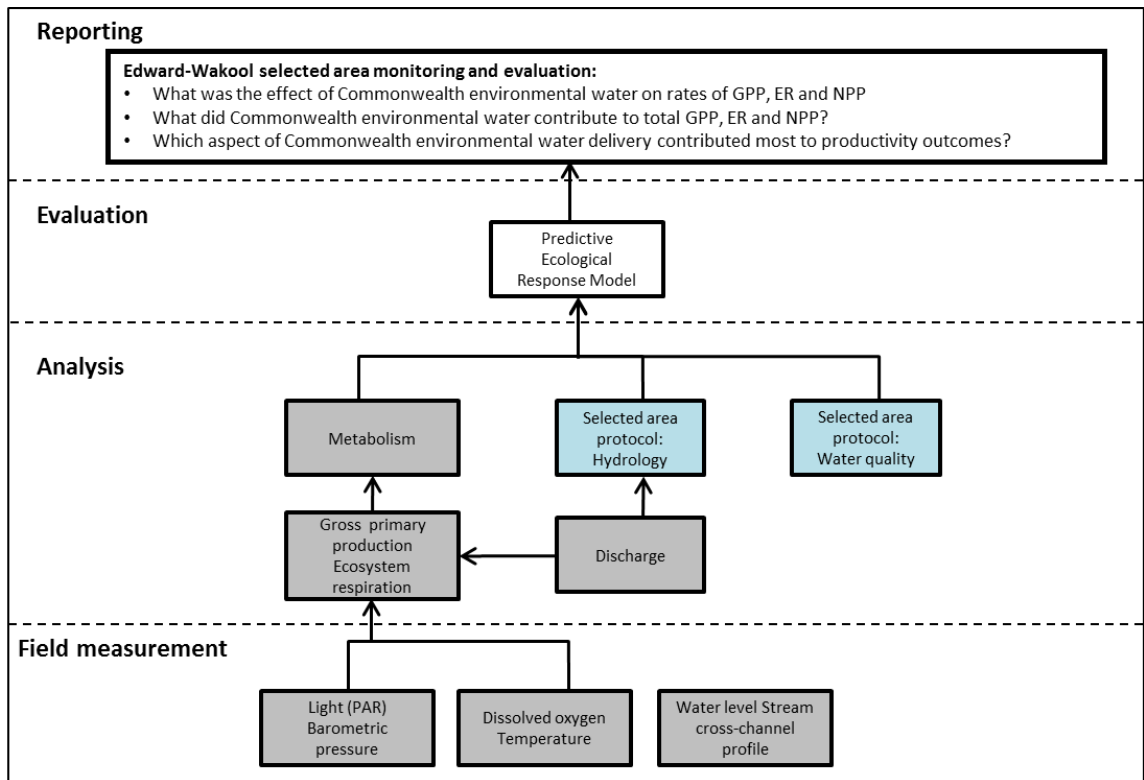 Reporting
Edward-Wakool selected area monitoring and evaluation:
• What was the effect of Commonwealth environmental water on rates of GPP, ER and NPP
• What did Commonwealth environmental water contribute to total GPP, ER and NPP?
• Which aspect of Commonwealth environmental water delivery contributed most to productivity outcomes?
Evaluation
Predictive
Ecological
Response Model
Analysis
Metabolism
Selected area
protocol:
Hydrology
Selected area
protocol:
Water quality
Gross primary
production
Ecosystem
respiration
Discharge
Field measurement
Light (PAR)
Barometric
pressure
Dissolved oxygen
Temperature
Water level Stream
cross-channel
profile